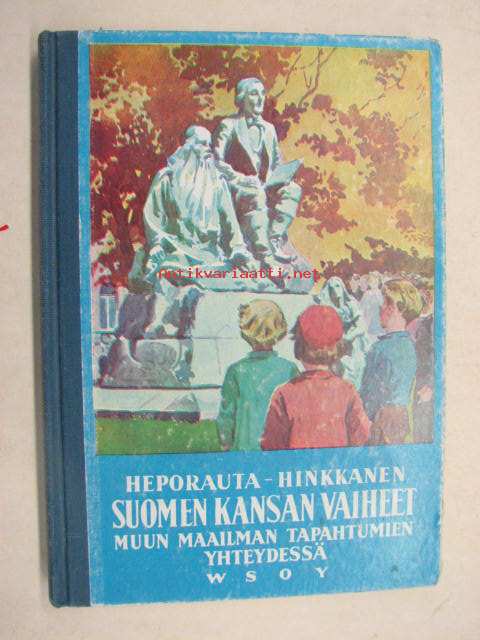 antikvariaatti.net
HEPORAUTA - HINKKANEN
SUOMEN KANSAN VAIHEET
MUUN MAAILMAN TAPAHTUMIEN
YHTEYDESSÄ
WSOY